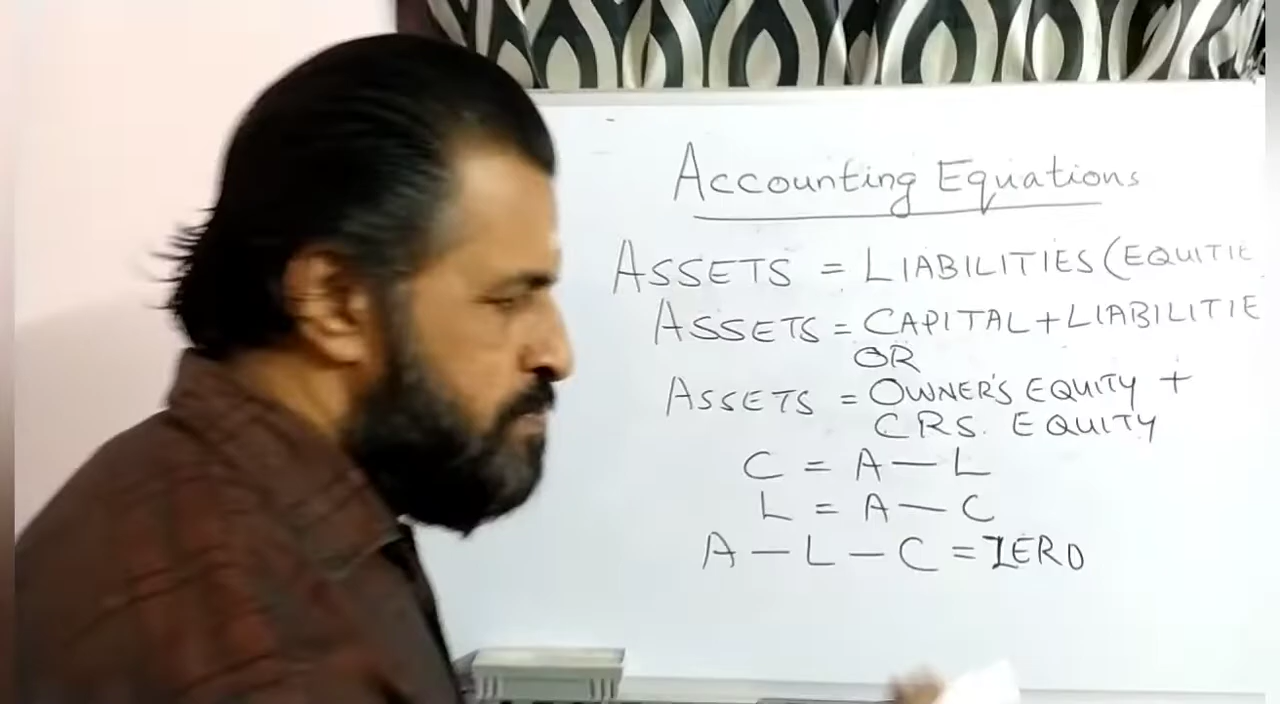 Accounting Equations
ASSETS = LIABILITIES (EQUITIE
ASSETS = CAPITAL + LIABILITIE
OR
ASSETS = OWNER'S EQUITY +
CRS. EQUITY
C = A — L
L = A — C
A — L — C = ZERO